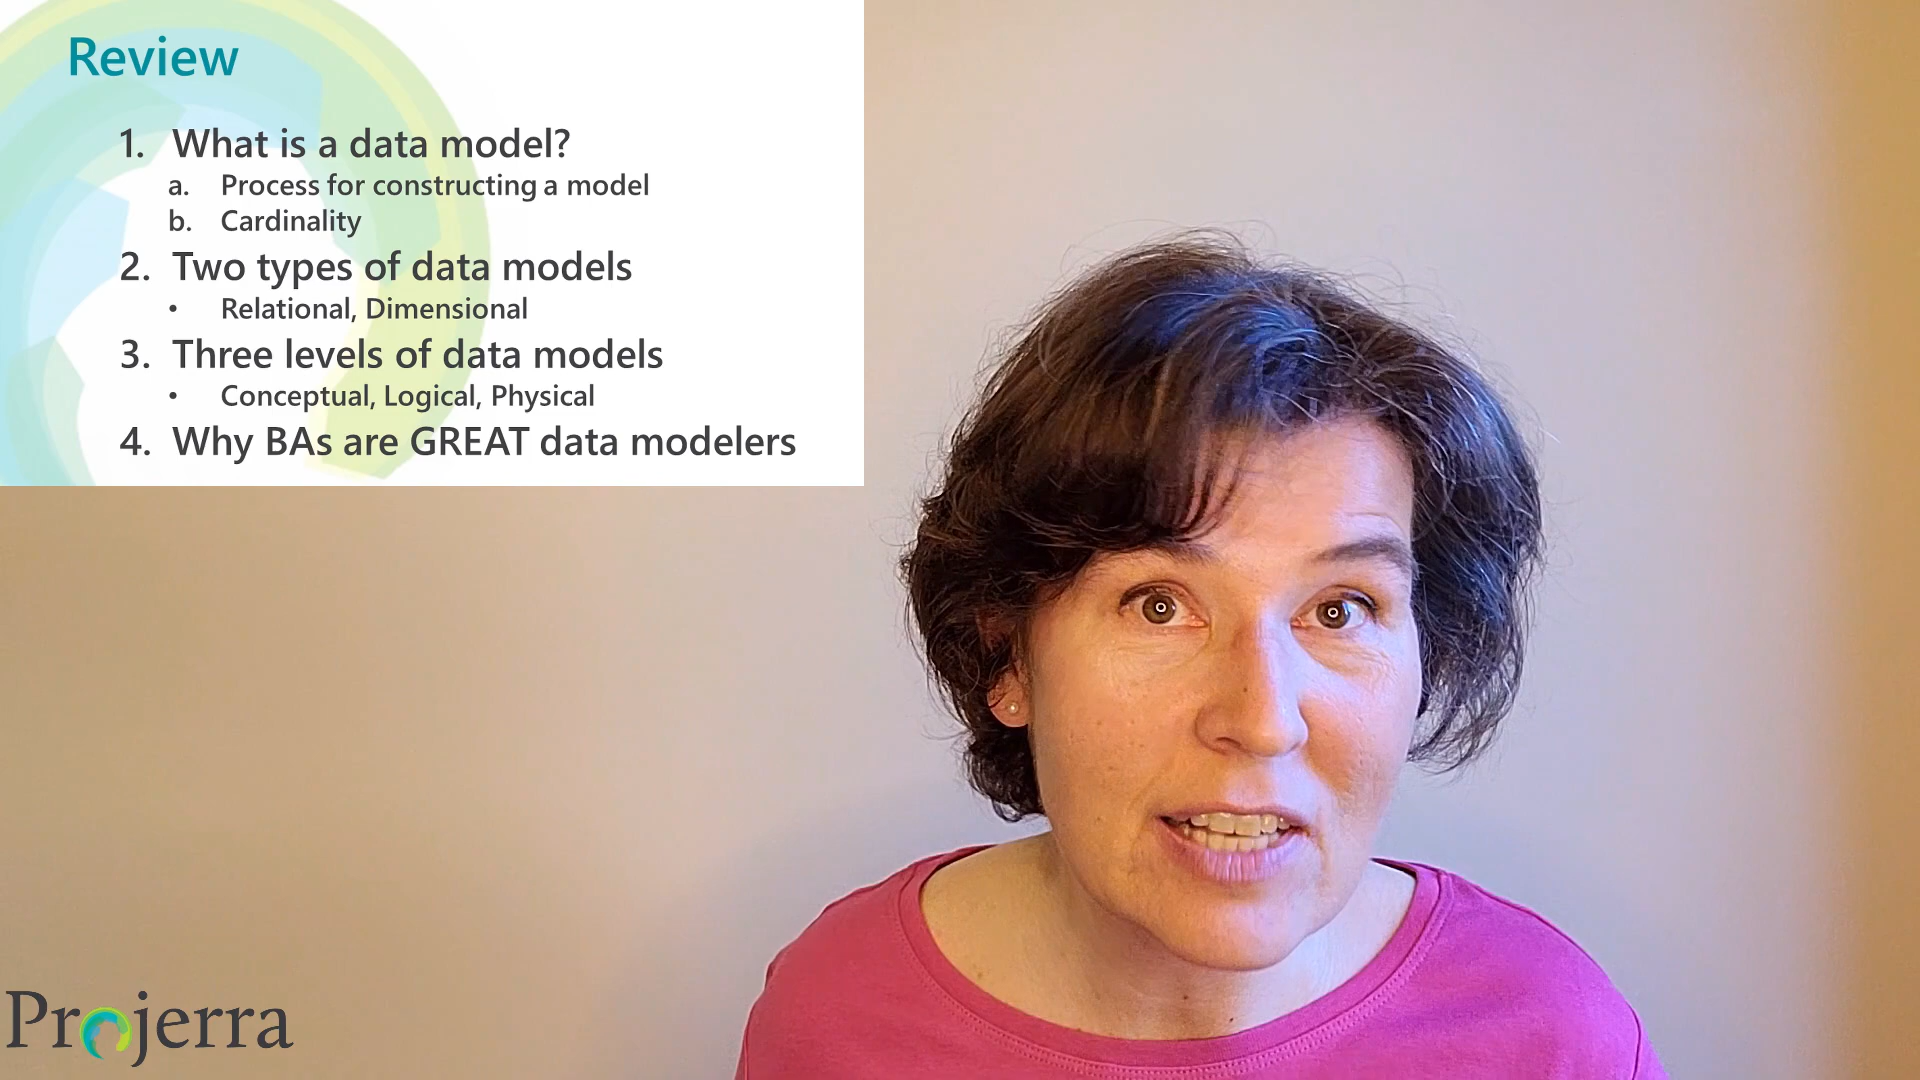 Review
1. What is a data model?
a. Process for constructing a model
b. Cardinality
2. Two types of data models
• Relational, Dimensional
3. Three levels of data models
• Conceptual, Logical, Physical
4. Why BAs are GREAT data modelers
Projerra